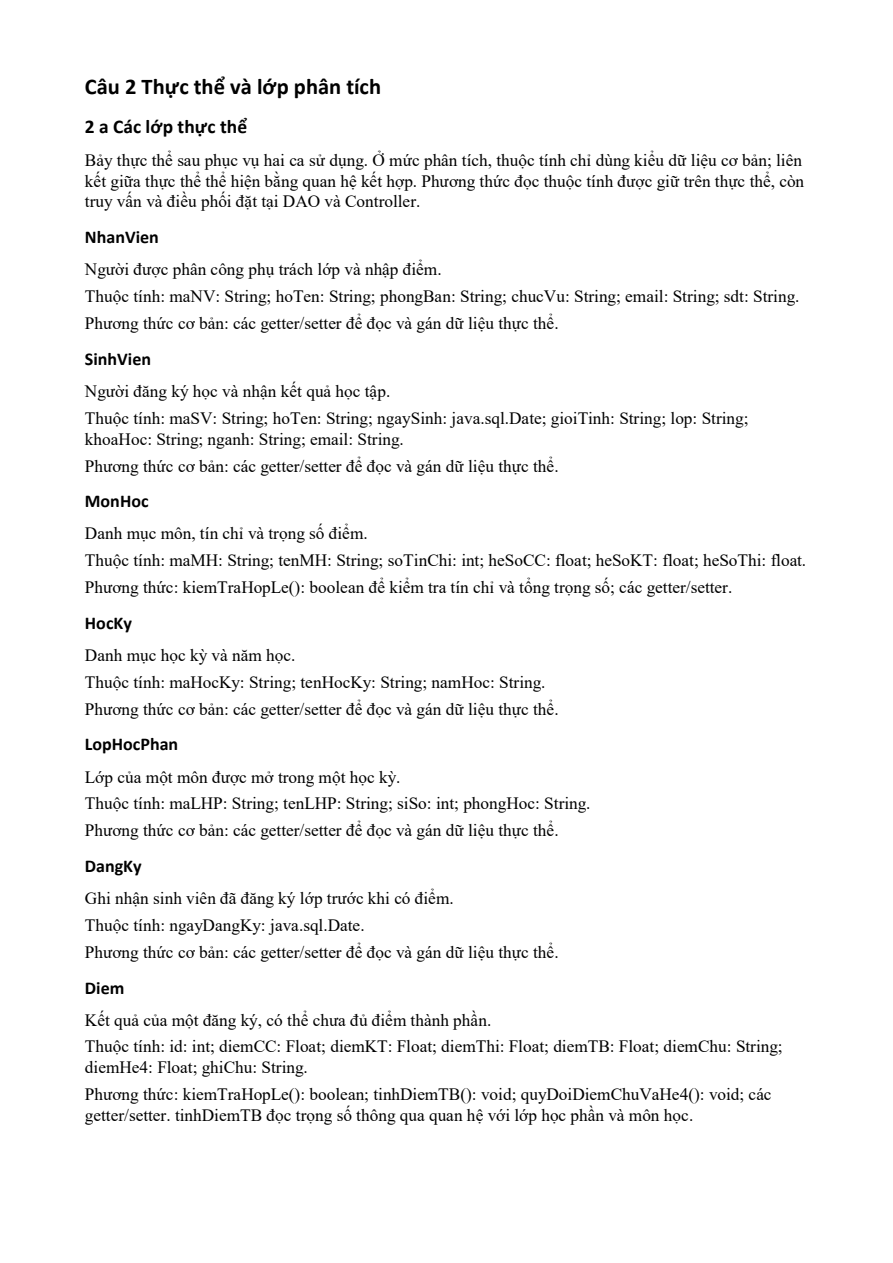 Câu 2 Thực thể và lớp phân tích
2 a Các lớp thực thể
Bảy thực thể sau phục vụ hai ca sử dụng. Ở mức phân tích, thuộc tính chỉ dùng kiểu dữ liệu cơ bản; liên
kết giữa thực thể thể hiện bằng quan hệ kết hợp. Phương thức đọc thuộc tính được giữ trên thực thể, còn
truy vấn và điều phối đặt tại DAO và Controller.
NhanVien
Người được phân công phụ trách lớp và nhập điểm.
Thuộc tính: maNV: String; hoTen: String; phongBan: String; chucVu: String; email: String; sdt: String.
Phương thức cơ bản: các getter/setter để đọc và gán dữ liệu thực thể.
SinhVien
Người đăng ký học và nhận kết quả học tập.
Thuộc tính: maSV: String; hoTen: String; ngaySinh: java.sql.Date; gioiTinh: String; lop: String;
khoaHoc: String; nganh: String; email: String.
Phương thức cơ bản: các getter/setter để đọc và gán dữ liệu thực thể.
MonHoc
Danh mục môn, tín chỉ và trọng số điểm.
Thuộc tính: maMH: String; tenMH: String; soTinChi: int; heSoCC: float; heSoKT: float; heSoThi: float.
Phương thức: kiemTraHopLe(): boolean để kiểm tra tín chỉ và tổng trọng số; các getter/setter.
HocKy
Danh mục học kỳ và năm học.
Thuộc tính: maHocKy: String; tenHocKy: String; namHoc: String.
Phương thức cơ bản: các getter/setter để đọc và gán dữ liệu thực thể.
LopHocPhan
Lớp của một môn được mở trong một học kỳ.
Thuộc tính: maLHP: String; tenLHP: String; siSo: int; phongHoc: String.
Phương thức cơ bản: các getter/setter để đọc và gán dữ liệu thực thể.
DangKy
Ghi nhận sinh viên đã đăng ký lớp trước khi có điểm.
Thuộc tính: ngayDangKy: java.sql.Date.
Phương thức cơ bản: các getter/setter để đọc và gán dữ liệu thực thể.
Diem
Kết quả của một đăng ký, có thể chưa đủ điểm thành phần.
Thuộc tính: id: int; diemCC: Float; diemKT: Float; diemThi: Float; diemTB: Float; diemChu: String;
diemHe4: Float; ghiChu: String.
Phương thức: kiemTraHopLe(): boolean; tinhDiemTB(): void; quyDoiDiemChuVaHe4(): void; các
getter/setter. tinhDiemTB đọc trọng số thông qua quan hệ với lớp học phần và môn học.